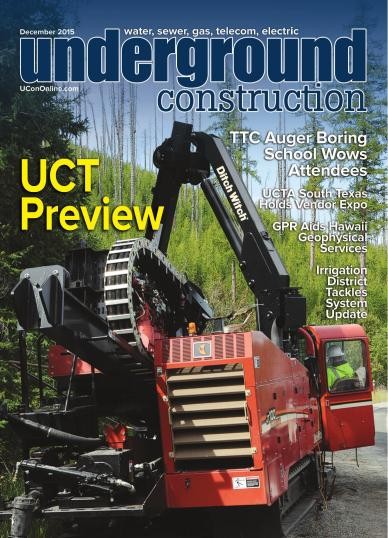 December 2015
water, sewer, gas, telecom, electric
underground
UConOnline.com
construction
TTC Auger Boring
School Wows
Attendees
UCT
Preview
UCTA South Texas
Holds Vendor Expo
GPR Aids Hawaii
Geophysical
Services
Irrigation
District
Tackles
System
Update
Ditch Witch